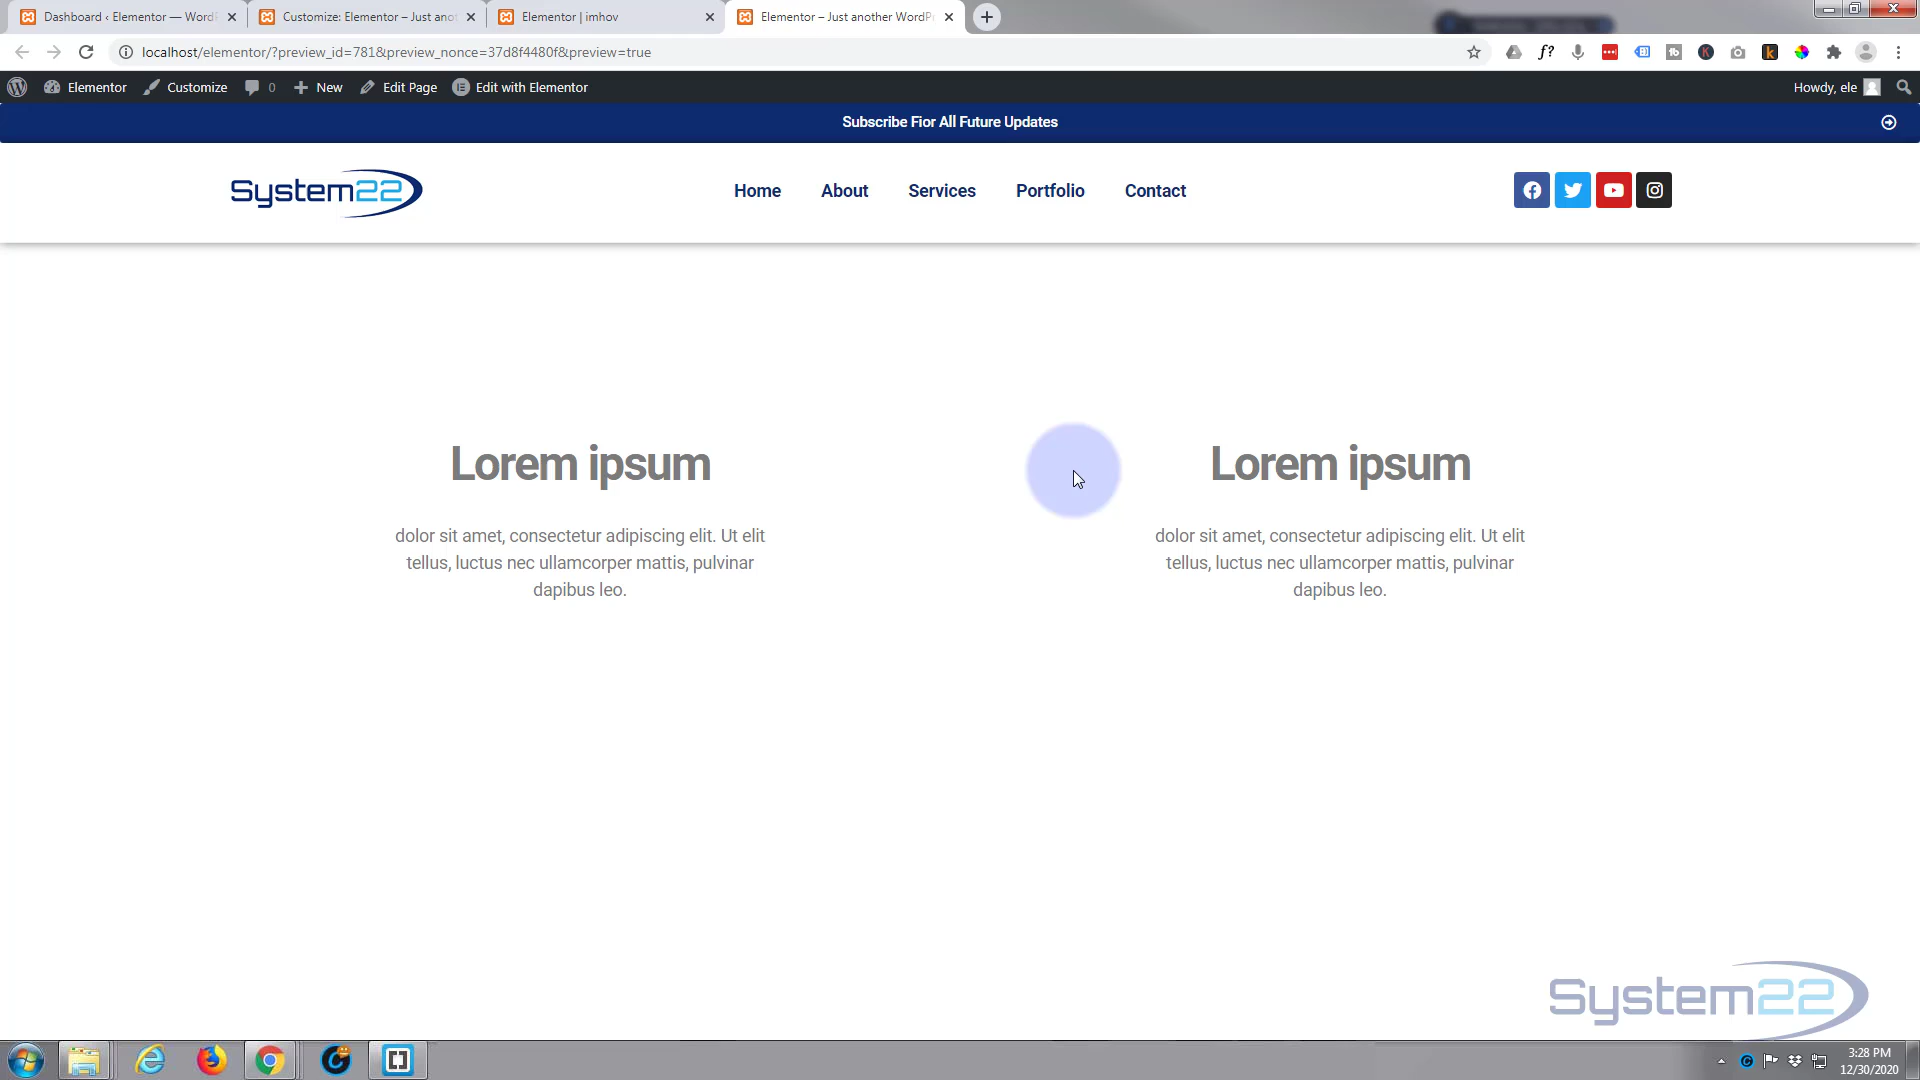 Dashboard ‹ Elementor — WordP
Customize: Elementor – Just anot
Elementor | imhov
Elementor – Just another WordPr
localhost/elementor/?preview_id=781&preview_nonce=37d8f4480f&preview=true
Elementor
Customize
0
New
Edit Page
Edit with Elementor
Howdy, ele
Subscribe Fior All Future Updates
System22
Home
About
Services
Portfolio
Contact
Lorem ipsum
dolor sit amet, consectetur adipiscing elit. Ut elit
tellus, luctus nec ullamcorper mattis, pulvinar
dapibus leo.
Lorem ipsum
dolor sit amet, consectetur adipiscing elit. Ut elit
tellus, luctus nec ullamcorper mattis, pulvinar
dapibus leo.
System22
3:28 PM
12/30/2020